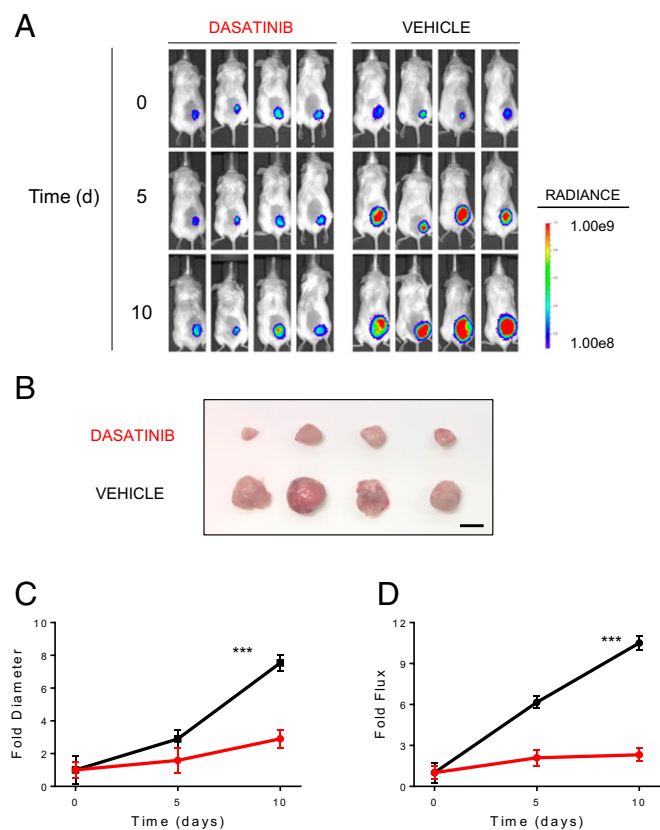 A
DASATINIB VEHICLE
0
Time (d) 5
RADIANCE
1.00e9
10
1.00e8
B
DASATINIB
VEHICLE
C
10
8
6
4
2
0
Fold Diameter
***
0 5 10
Time (days)
D
12
9
6
3
0
Fold Flux
***
0 5 10
Time (days)